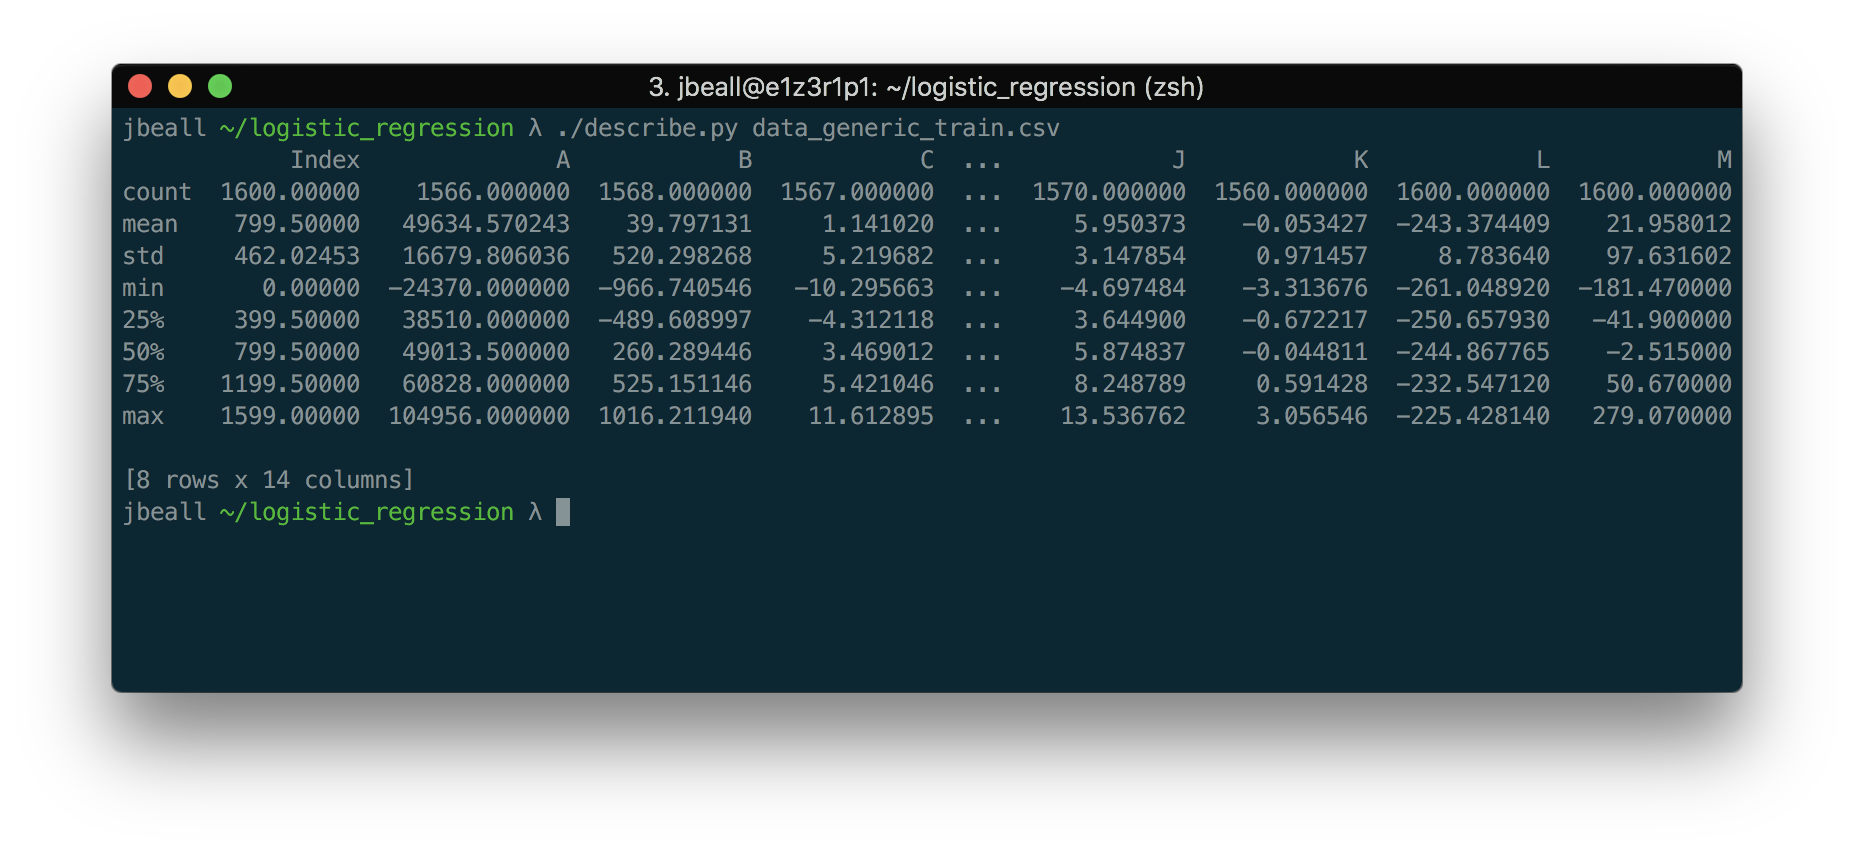 3. jbeall@e1z3r1p1: ~/logistic_regression (zsh)
jbeall ~/logistic_regression λ ./describe.py data_generic_train.csv
            Index              A            B            C  ...            J            K            L            M
count  1600.00000    1566.000000  1568.000000  1567.000000  ...  1570.000000  1560.000000  1600.000000  1600.000000
mean    799.50000   49634.570243    39.797131     1.141020  ...     5.950373    -0.053427  -243.374409    21.958012
std     462.02453   16679.806036   520.298268     5.219682  ...     3.147854     0.971457     8.783640    97.631602
min       0.00000  -24370.000000  -966.740546   -10.295663  ...    -4.697484    -3.313676  -261.048920  -181.470000
25%     399.50000   38510.000000  -489.608997    -4.312118  ...     3.644900    -0.672217  -250.657930   -41.900000
50%     799.50000   49013.500000   260.289446     3.469012  ...     5.874837    -0.044811  -244.867765    -2.515000
75%    1199.50000   60828.000000   525.151146     5.421046  ...     8.248789     0.591428  -232.547120    50.670000
max    1599.00000  104956.000000  1016.211940    11.612895  ...    13.536762     3.056546  -225.428140   279.070000
[8 rows x 14 columns]
jbeall ~/logistic_regression λ